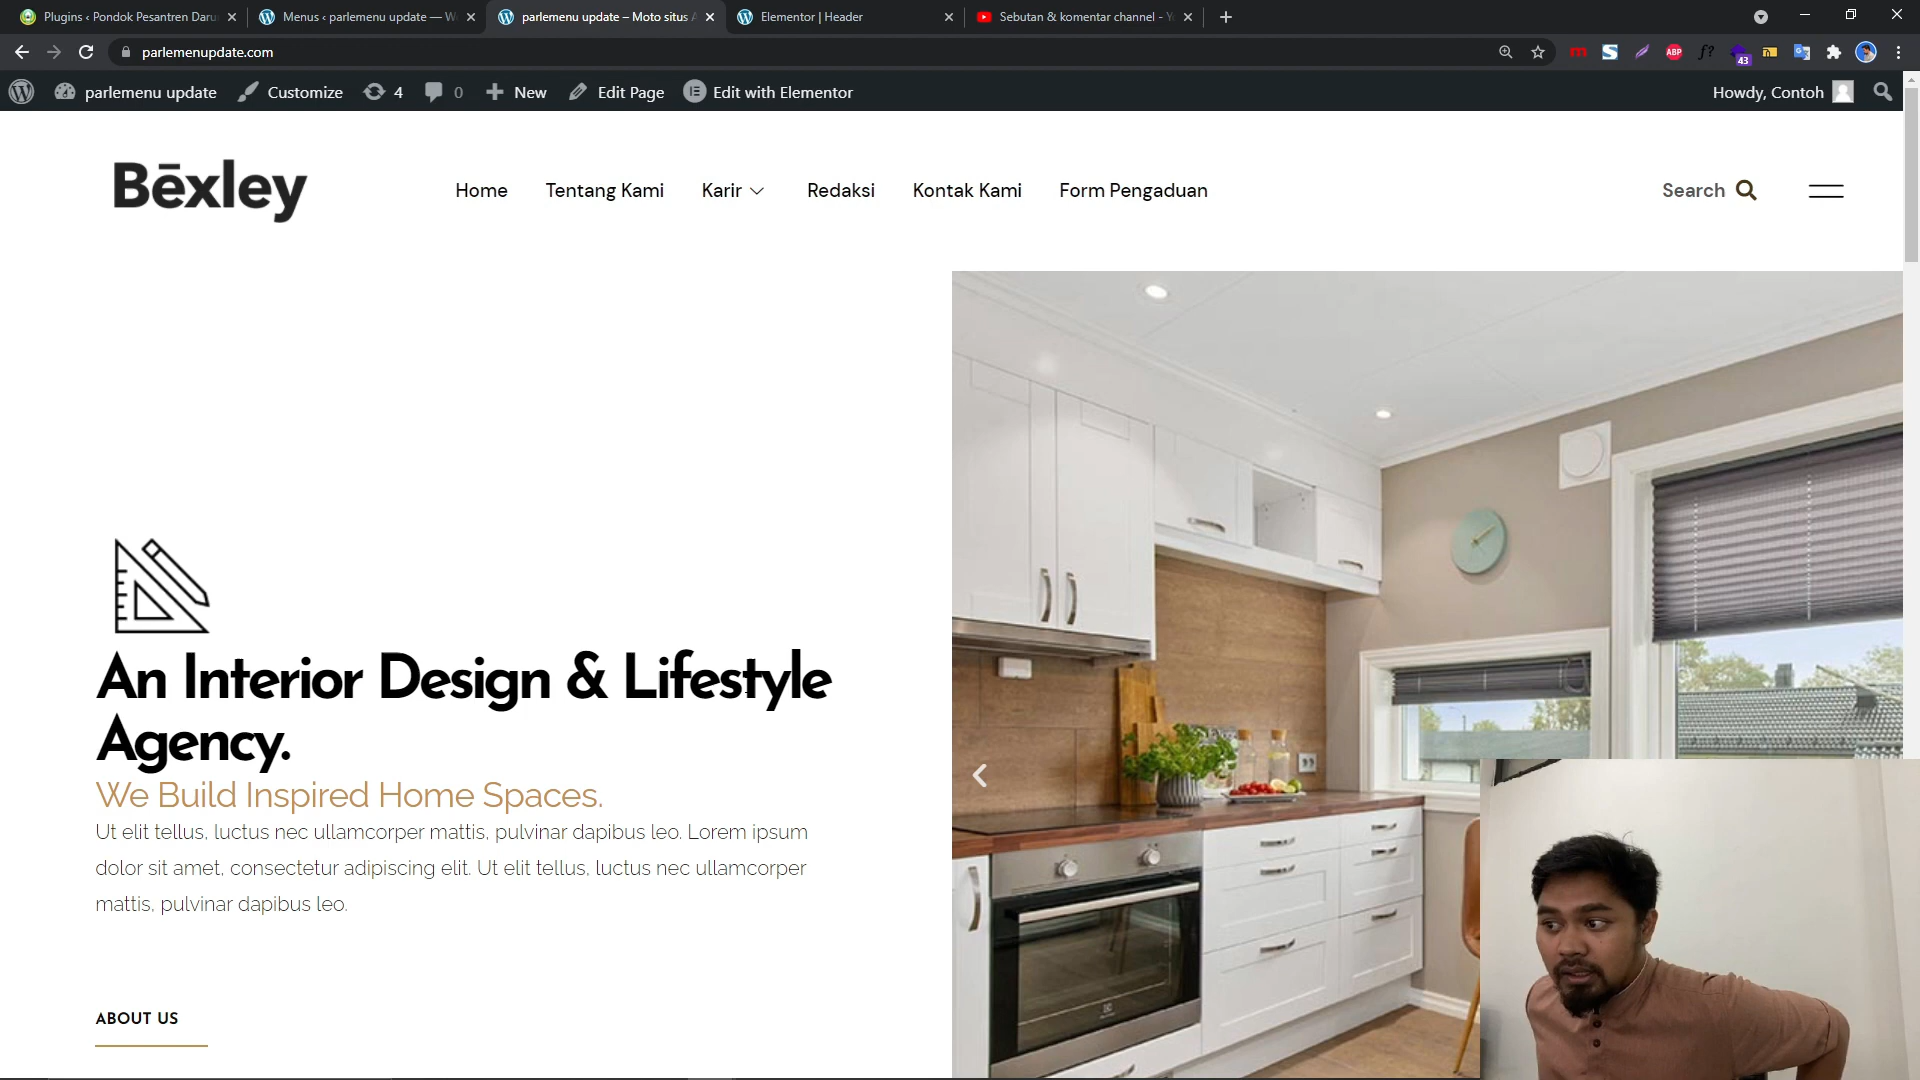 Plugins ‹ Pondok Pesantren Daru
Menus ‹ parlemenu update — W
parlemenu update – Moto situs A
Elementor | Header
Sebutan & komentar channel - Y
parlemenupdate.com
m
S
ABP
f?
43
parlemenu update
Customize
4
0
New
Edit Page
Edit with Elementor
Howdy, Contoh
Bēxley
Home
Tentang Kami
Karir
Redaksi
Kontak Kami
Form Pengaduan
Search
An Interior Design & Lifestyle
Agency.
We Build Inspired Home Spaces.
Ut elit tellus, luctus nec ullamcorper mattis, pulvinar dapibus leo. Lorem ipsum
dolor sit amet, consectetur adipiscing elit. Ut elit tellus, luctus nec ullamcorper
mattis, pulvinar dapibus leo.
ABOUT US